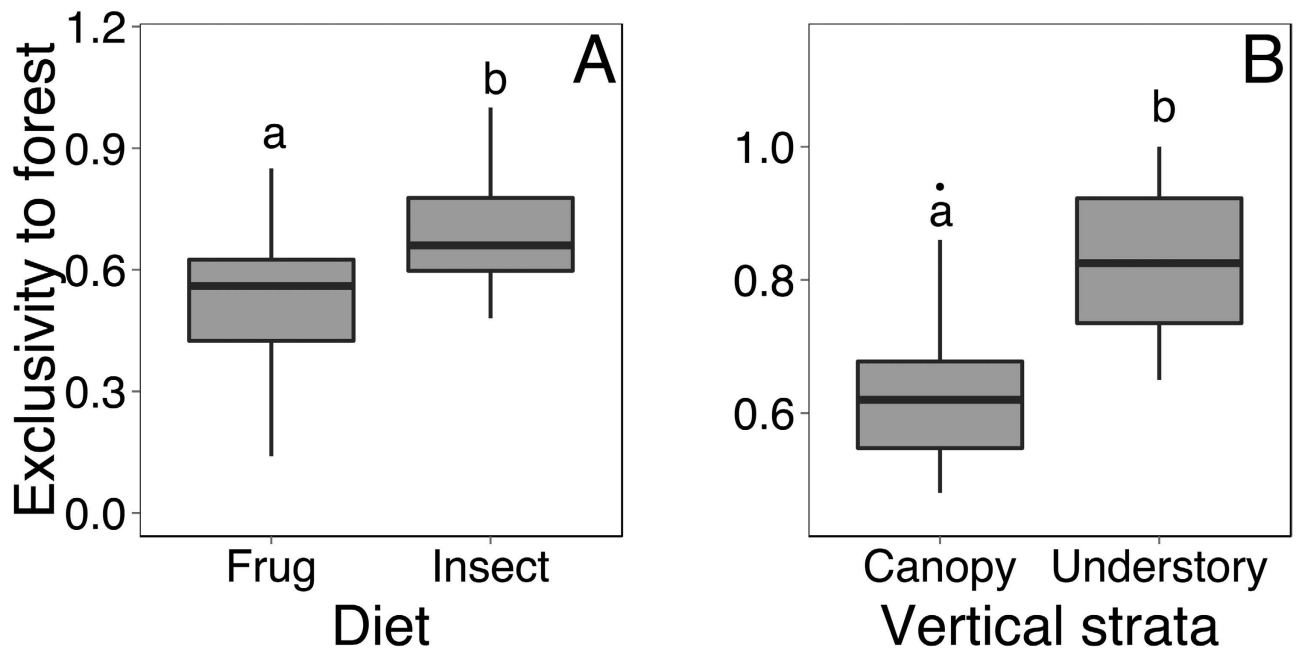 Exclusivity to forest
1.2
0.9
0.6
0.3
0.0
A
a
b
Frug Insect
Diet
B
1.0
0.8
0.6
a
b
Canopy Understory
Vertical strata